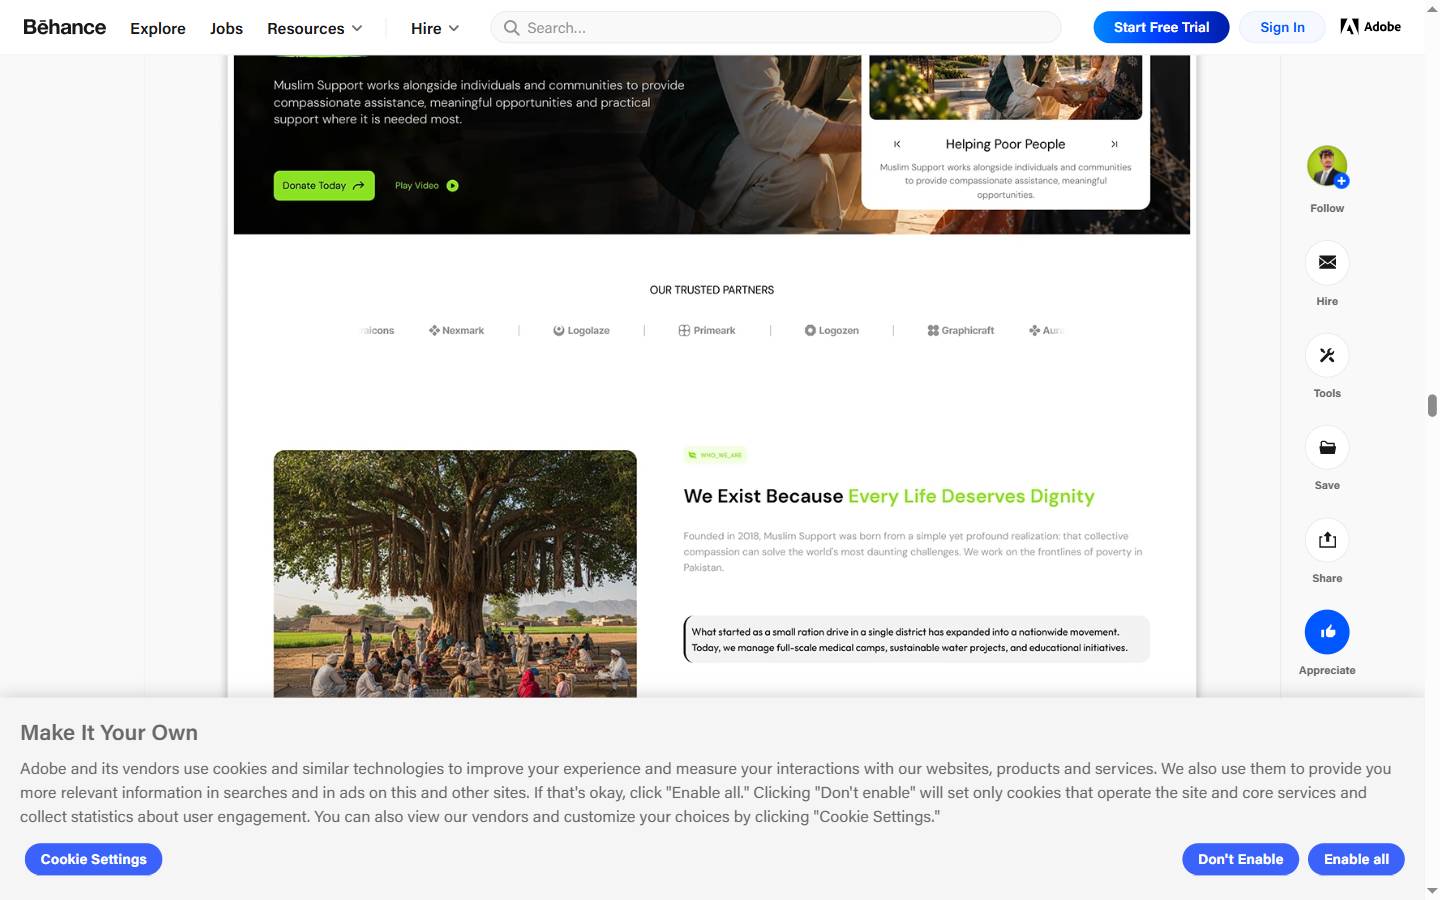 Bēhance
Explore
Jobs
Resources
Hire
Search...
Start Free Trial
Sign In
Adobe
Muslim Support works alongside individuals and communities to provide
compassionate assistance, meaningful opportunities and practical
support where it is needed most.
Donate Today
Play Video
Helping Poor People
Muslim Support works alongside individuals and communities
to provide compassionate assistance, meaningful
opportunities.
OUR TRUSTED PARTNERS
Nexmark
Logolaze
Primeark
Logozen
Graphicraft
WHO_WE_ARE
We Exist Because Every Life Deserves Dignity
Founded in 2018, Muslim Support was born from a simple yet profound realization: that collective
compassion can solve the world's most daunting challenges. We work on the frontlines of poverty in
Pakistan.
What started as a small ration drive in a single district has expanded into a nationwide movement.
Today, we manage full-scale medical camps, sustainable water projects, and educational initiatives.
Follow
Hire
Tools
Save
Share
Appreciate
Make It Your Own
Adobe and its vendors use cookies and similar technologies to improve your experience and measure your interactions with our websites, products and services. We also use them to provide you
more relevant information in searches and in ads on this and other sites. If that's okay, click "Enable all." Clicking "Don't enable" will set only cookies that operate the site and core services and
collect statistics about user engagement. You can also view our vendors and customize your choices by clicking "Cookie Settings."
Cookie Settings
Don't Enable
Enable all